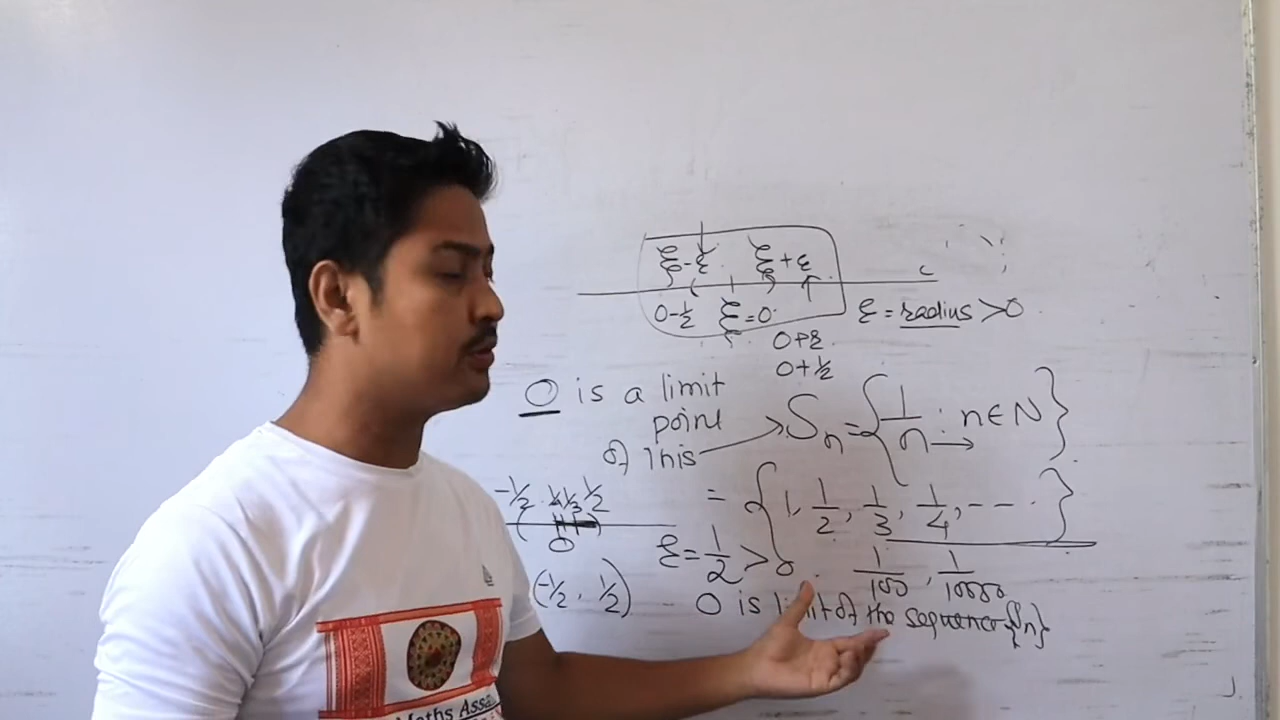 ξ-ε ξ+ε
0-½ ξ=0
ε = radius >0
0+ε
0+½
0 is a limit
point
of This
Sₙ = { 1/n : n ∈ N }
= { 1, 1/2, 1/3, 1/4, --- }
-½ ¼ ⅓ ½
0
ε = 1/2 > 0
1/100, 1/10000
(-½, ½)
0 is limit of the sequence {Sn}
Maths Assa